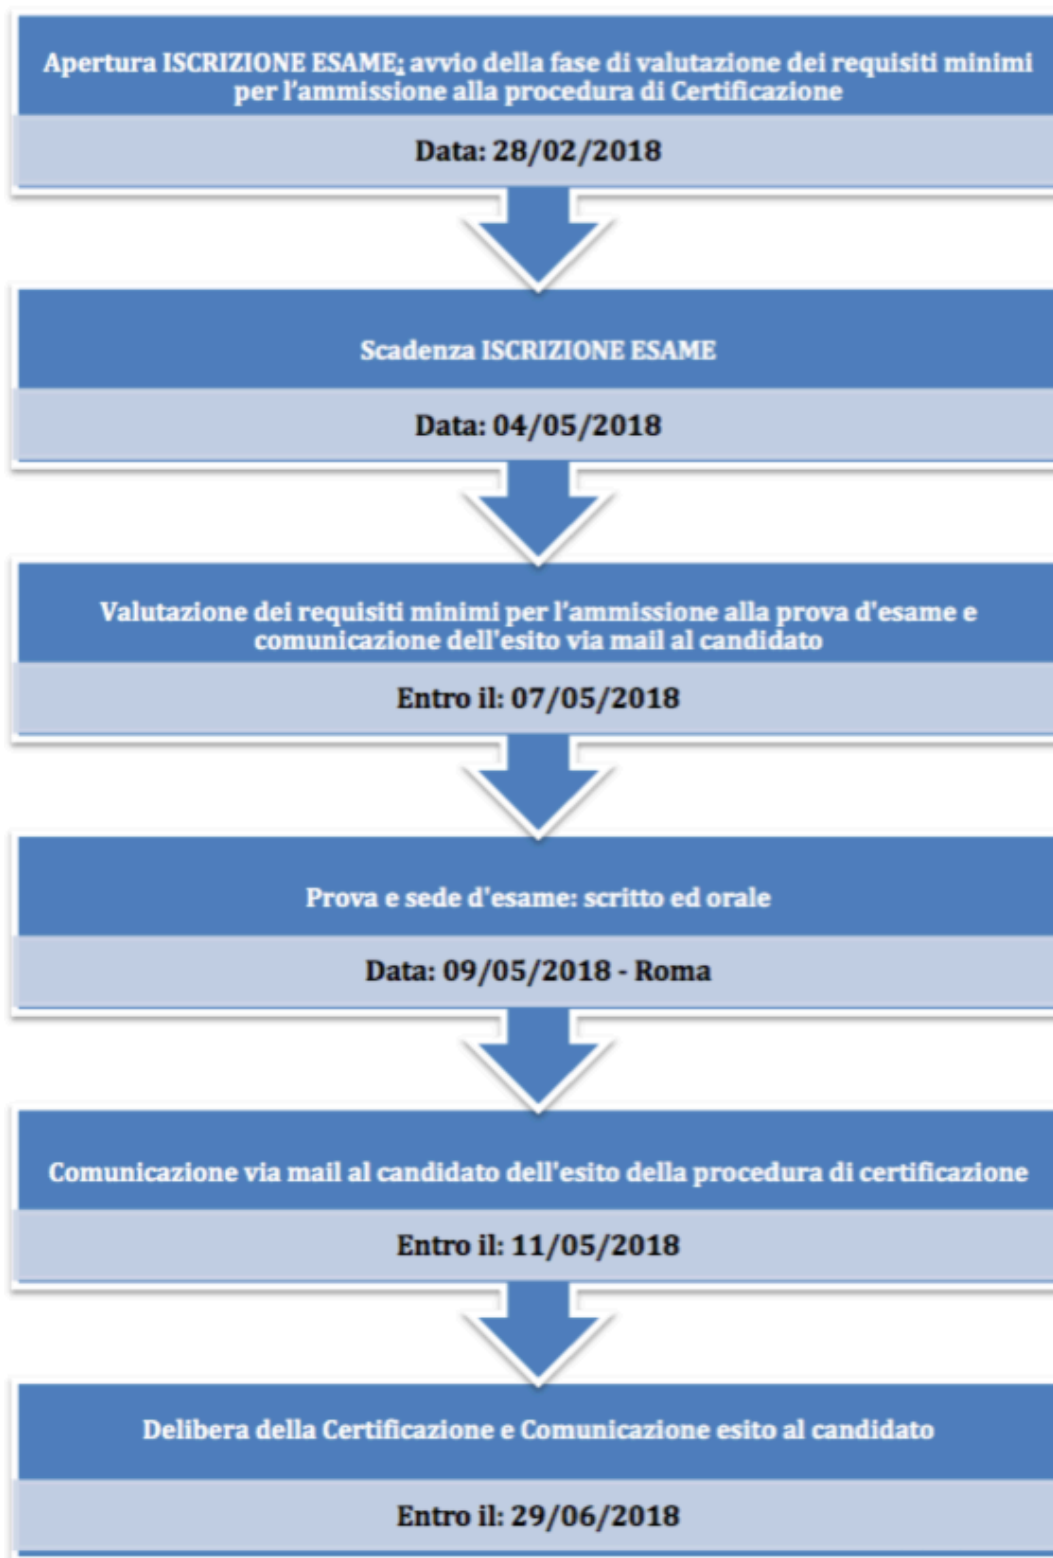 Apertura ISCRIZIONE ESAME: avvio della fase di valutazione dei requisiti minimi
per l'ammissione alla procedura di Certificazione
Data: 28/02/2018
Scadenza ISCRIZIONE ESAME
Data: 04/05/2018
Valutazione dei requisiti minimi per l'ammissione alla prova d'esame e
comunicazione dell'esito via mail al candidato
Entro il: 07/05/2018
Prova e sede d'esame: scritto ed orale
Data: 09/05/2018 - Roma
Comunicazione via mail al candidato dell'esito della procedura di certificazione
Entro il: 11/05/2018
Delibera della Certificazione e Comunicazione esito al candidato
Entro il: 29/06/2018